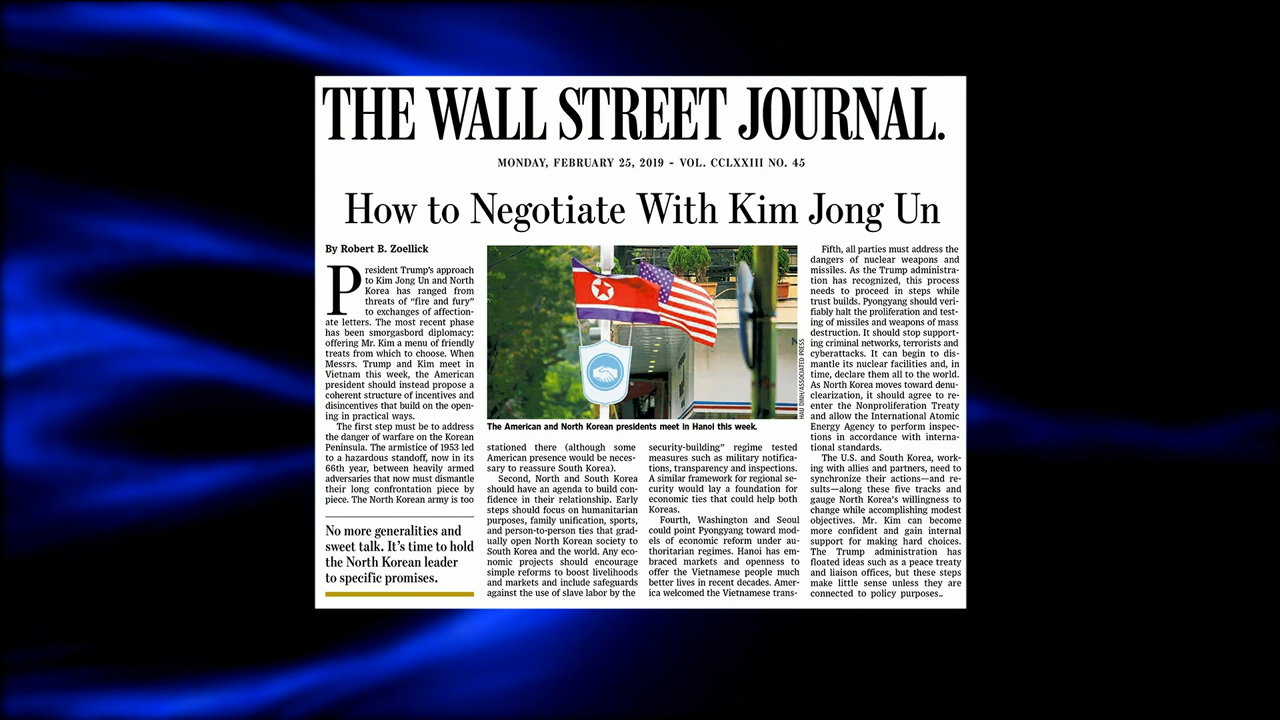 THE WALL STREET JOURNAL.
MONDAY, FEBRUARY 25, 2019 - VOL. CCLXXIII NO. 45
How to Negotiate With Kim Jong Un
By Robert B. Zoellick
President Trump's approach
to Kim Jong Un and North
Korea has ranged from
threats of "fire and fury"
to exchanges of affection-
ate letters. The most recent phase
has been smorgasbord diplomacy:
offering Mr. Kim a menu of friendly
treats from which to choose. When
Messrs. Trump and Kim meet in
Vietnam this week, the American
president should instead propose a
coherent structure of incentives and
disincentives that build on the open-
ing in practical ways.
The first step must be to address
the danger of warfare on the Korean
Peninsula. The armistice of 1953 led
to a hazardous standoff, now in its
66th year, between heavily armed
adversaries that now must dismantle
their long confrontation piece by
piece. The North Korean army is too
No more generalities and
sweet talk. It's time to hold
the North Korean leader
to specific promises.
HAU DINH/ASSOCIATED PRESS
The American and North Korean presidents meet in Hanoi this week.
stationed there (although some
American presence would be neces-
sary to reassure South Korea).
Second, North and South Korea
should have an agenda to build con-
fidence in their relationship. Early
steps should focus on humanitarian
purposes, family unification, sports,
and person-to-person ties that grad-
ually open North Korean society to
South Korea and the world. Any eco-
nomic projects should encourage
simple reforms to boost livelihoods
and markets and include safeguards
against the use of slave labor by the
security-building" regime tested
measures such as military notifica-
tions, transparency and inspections.
A similar framework for regional se-
curity would lay a foundation for
economic ties that could help both
Koreas.
Fourth, Washington and Seoul
could point Pyongyang toward mod-
els of economic reform under au-
thoritarian regimes. Hanoi has em-
braced markets and openness to
offer the Vietnamese people much
better lives in recent decades. Amer-
ica welcomed the Vietnamese trans-
Fifth, all parties must address the
dangers of nuclear weapons and
missiles. As the Trump administra-
tion has recognized, this process
needs to proceed in steps while
trust builds. Pyongyang should veri-
fiably halt the proliferation and test-
ing of missiles and weapons of mass
destruction. It should stop support-
ing criminal networks, terrorists and
cyberattacks. It can begin to dis-
mantle its nuclear facilities and, in
time, declare them all to the world.
As North Korea moves toward denu-
clearization, it should agree to re-
enter the Nonproliferation Treaty
and allow the International Atomic
Energy Agency to perform inspec-
tions in accordance with interna-
tional standards.
The U.S. and South Korea, work-
ing with allies and partners, need to
synchronize their actions—and re-
sults—along these five tracks and
gauge North Korea's willingness to
change while accomplishing modest
objectives. Mr. Kim can become
more confident and gain internal
support for making hard choices.
The Trump administration has
floated ideas such as a peace treaty
and liaison offices, but these steps
make little sense unless they are
connected to policy purposes..